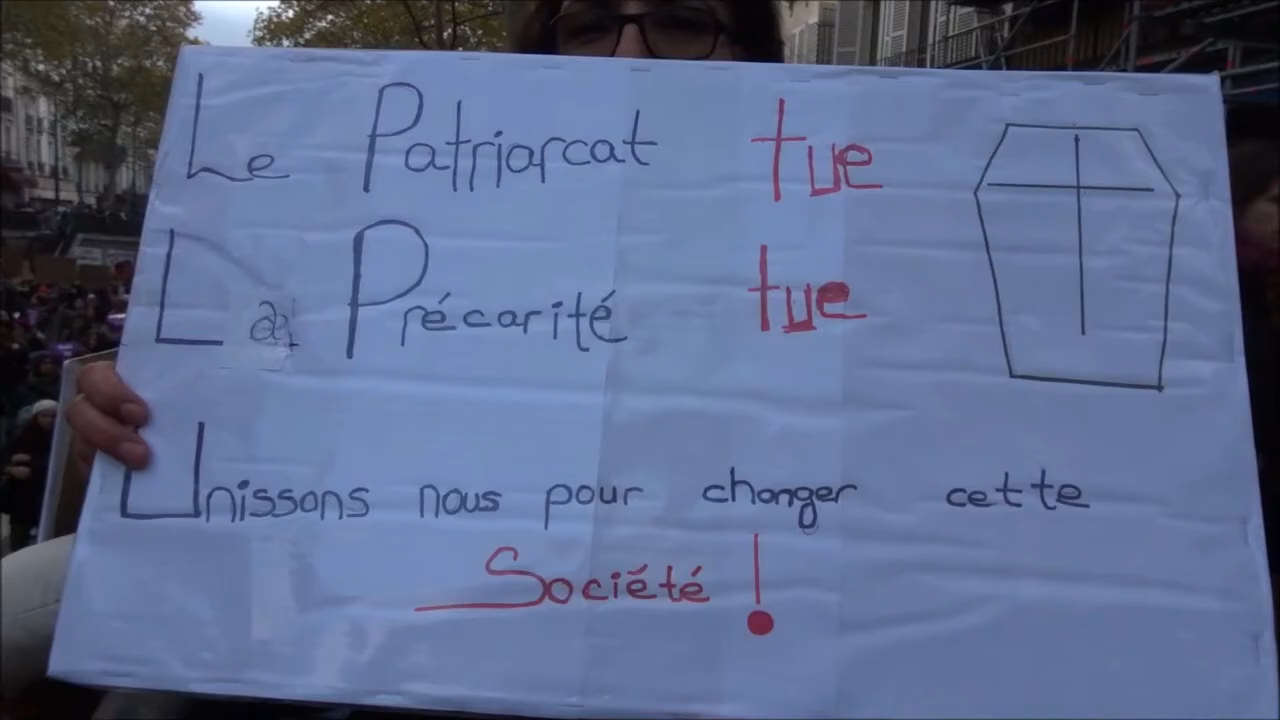 Le Patriarcat tue
La Précarité tue
Unissons nous pour changer cette
Société !